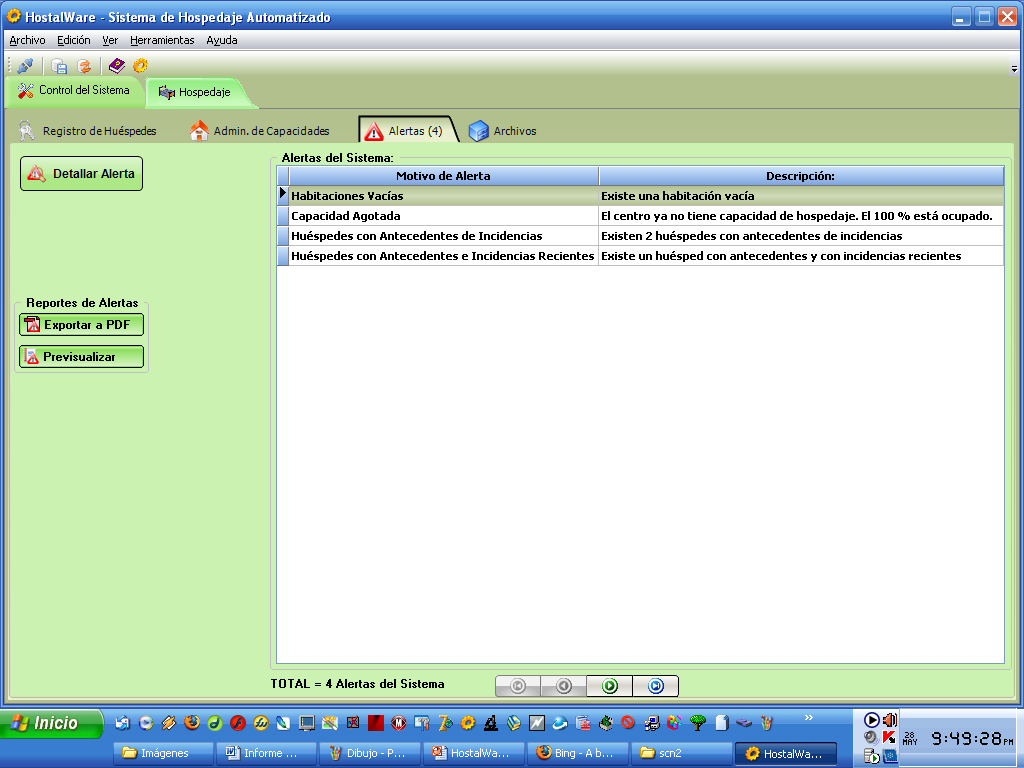 HostalWare - Sistema de Hospedaje Automatizado
Archivo Edición Ver Herramientas Ayuda
Control del Sistema Hospedaje
Registro de Huéspedes Admin. de Capacidades Alertas (4) Archivos
Detallar Alerta
Alertas del Sistema:
Motivo de Alerta Descripción:
Habitaciones Vacías Existe una habitación vacía
Capacidad Agotada El centro ya no tiene capacidad de hospedaje. El 100 % está ocupado.
Huéspedes con Antecedentes de Incidencias Existen 2 huéspedes con antecedentes de incidencias
Huéspedes con Antecedentes e Incidencias Recientes Existe un huésped con antecedentes y con incidencias recientes
Reportes de Alertas
Exportar a PDF
Previsualizar
TOTAL = 4 Alertas del Sistema
Inicio
28 MAY 9:49:28 PM
Imágenes Informe ... Dibujo - P... HostalWa... Bing - A b... scn2 HostalWa...